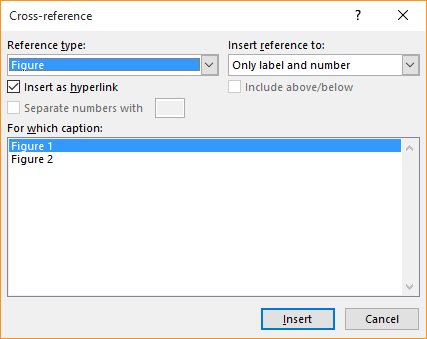 Cross-reference ? ×
Reference type: Insert reference to:
Figure Only label and number
Insert as hyperlink Include above/below
Separate numbers with
For which caption:
Figure 1
Figure 2
Insert Cancel